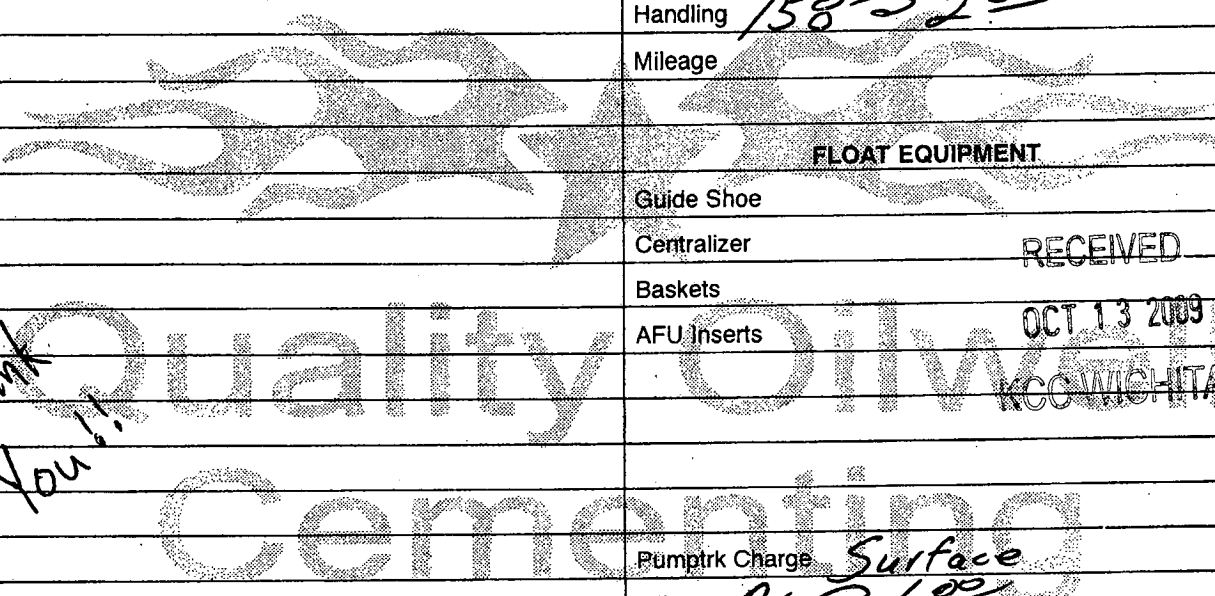 Handling 158
Mileage
FLOAT EQUIPMENT
Guide Shoe
Centralizer
RECEIVED
Baskets
OCT 13 2009
AFU Inserts
Quality Oilwell
KCC WICHITA
You!!
Cementing
Pumptrk Charge Surface